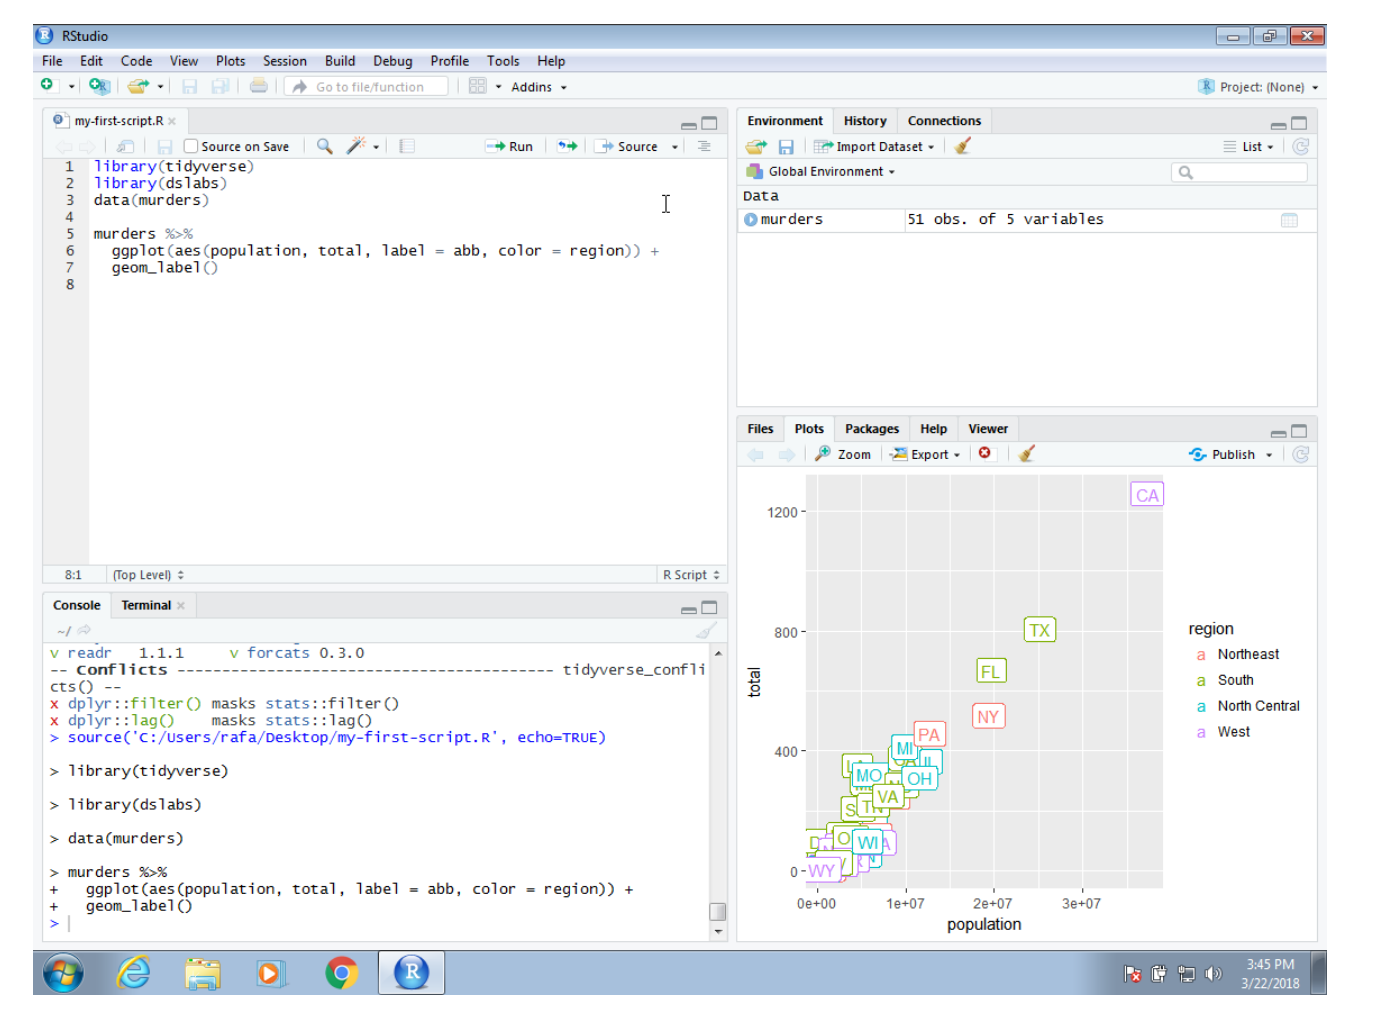 RStudio
File Edit Code View Plots Session Build Debug Profile Tools Help
Go to file/function Addins Project: (None)
my-first-script.R
Source on Save Run Source
1 library(tidyverse)
2 library(dslabs)
3 data(murders)
4
5 murders %>%
6 ggplot(aes(population, total, label = abb, color = region)) +
7 geom_label()
8
8:1 (Top Level) R Script
Console Terminal
~/
v readr 1.1.1 v forcats 0.3.0
-- Conflicts ------------------------------------------ tidyverse_confli
cts() --
x dplyr::filter() masks stats::filter()
x dplyr::lag() masks stats::lag()
> source('C:/Users/rafa/Desktop/my-first-script.R', echo=TRUE)
> library(tidyverse)
> library(dslabs)
> data(murders)
> murders %>%
+ ggplot(aes(population, total, label = abb, color = region)) +
+ geom_label()
>
Environment History Connections
Import Dataset List
Global Environment
Data
murders 51 obs. of 5 variables
Files Plots Packages Help Viewer
Zoom Export Publish
total
1200
800
400
0
CA
TX
FL
NY
PA
MI
IL
MO
OH
VA
TN
WI
WY
0e+00 1e+07 2e+07 3e+07
population
region
a Northeast
a South
a North Central
a West
3:45 PM
3/22/2018